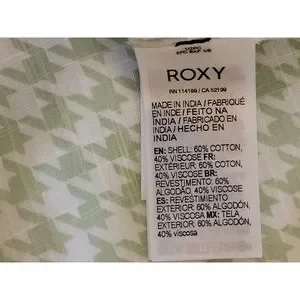 ROXY
RN 114199 / CA 52199
MADE IN INDIA / FABRIQUÉ
EN INDE / FEITO NA
INDIA / FABRICADO EN
INDIA / HECHO EN
INDIA
EN: SHELL: 60% COTTON,
40% VISCOSE FR:
EXTÉRIEUR: 60% COTON,
40% VISCOSE BR:
REVESTIMENTO: 60%
ALGODÃO, 40% VISCOSE
ES: REVESTIMIENTO
EXTERIOR: 60% ALGODÓN,
40% VISCOSA MX: TELA
EXTERIOR: 60% ALGODÓN,
40% viscosa